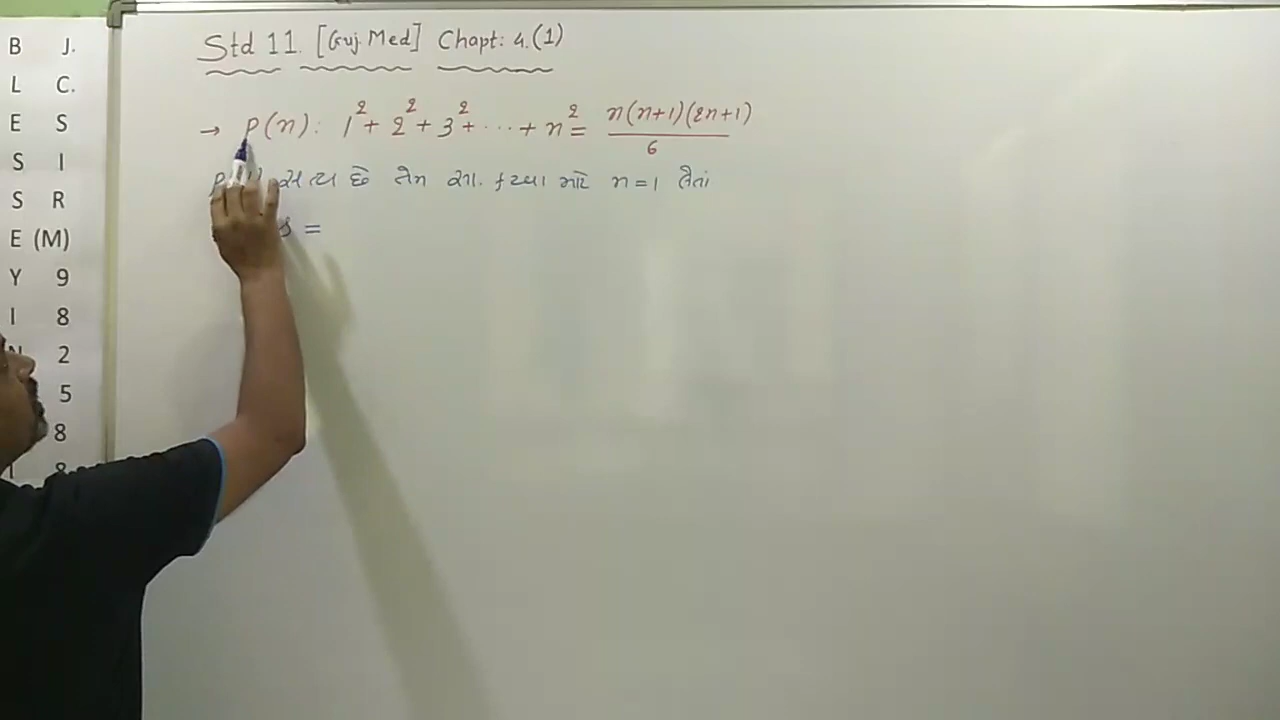 Std 11. [Guj. Med] Chapt: 4.(1)
→ P(n): 1² + 2² + 3² + ... + n² = n(n+1)(2n+1)/6
સત્ય છે તેમ સા. કરવા માટે n = 1 લેતાં
=
B J.
L C.
E S
S I
S R
E (M)
Y 9
I 8
2
5
8